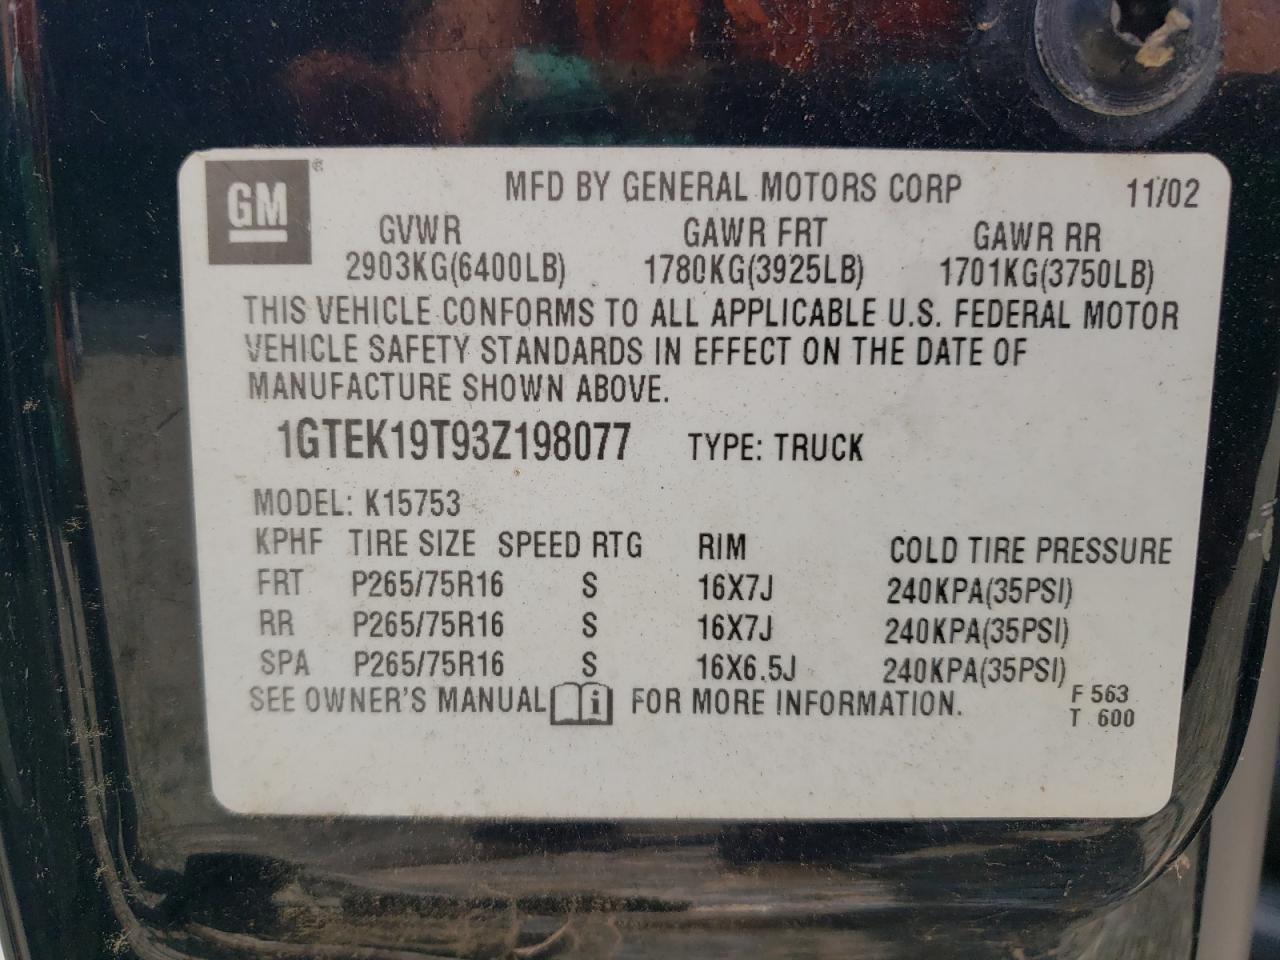 GM® MFD BY GENERAL MOTORS CORP 11/02
GVWR GAWR FRT GAWR RR
2903KG(6400LB) 1780KG(3925LB) 1701KG(3750LB)
THIS VEHICLE CONFORMS TO ALL APPLICABLE U.S. FEDERAL MOTOR
VEHICLE SAFETY STANDARDS IN EFFECT ON THE DATE OF
MANUFACTURE SHOWN ABOVE.
1GTEK19T93Z198077 TYPE: TRUCK
MODEL: K15753
KPHF TIRE SIZE SPEED RTG RIM COLD TIRE PRESSURE
FRT P265/75R16 S 16X7J 240KPA(35PSI)
RR P265/75R16 S 16X7J 240KPA(35PSI)
SPA P265/75R16 S 16X6.5J 240KPA(35PSI)
SEE OWNER'S MANUAL i FOR MORE INFORMATION. F 563
T 600